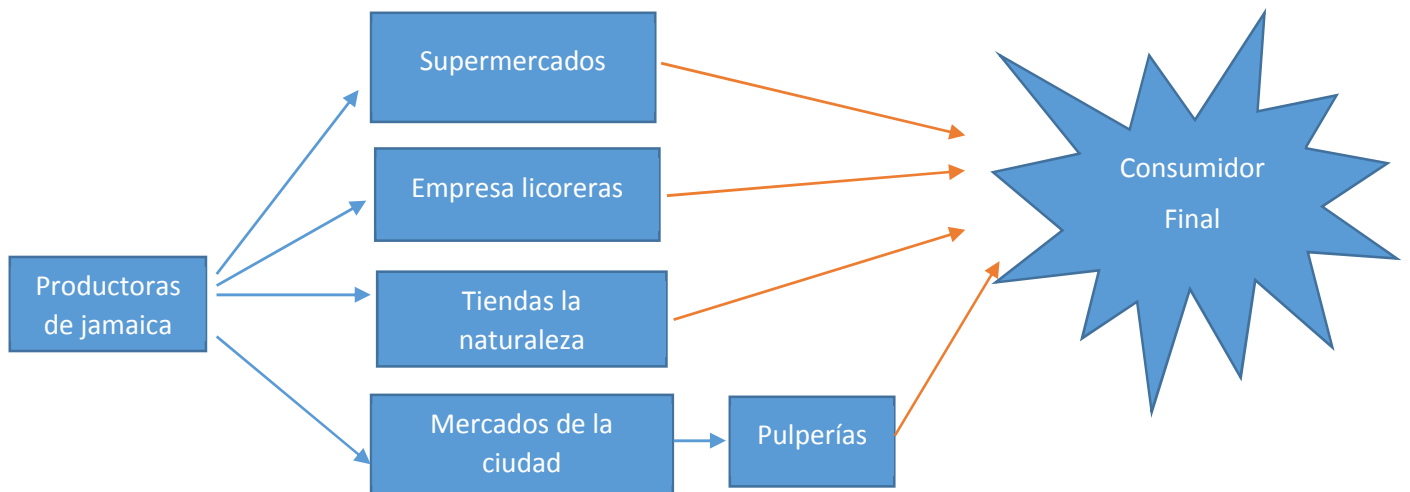 Supermercados
Empresa licoreras
Productoras
de jamaica
Tiendas la
naturaleza
Mercados de la
ciudad
Pulperías
Consumidor
Final